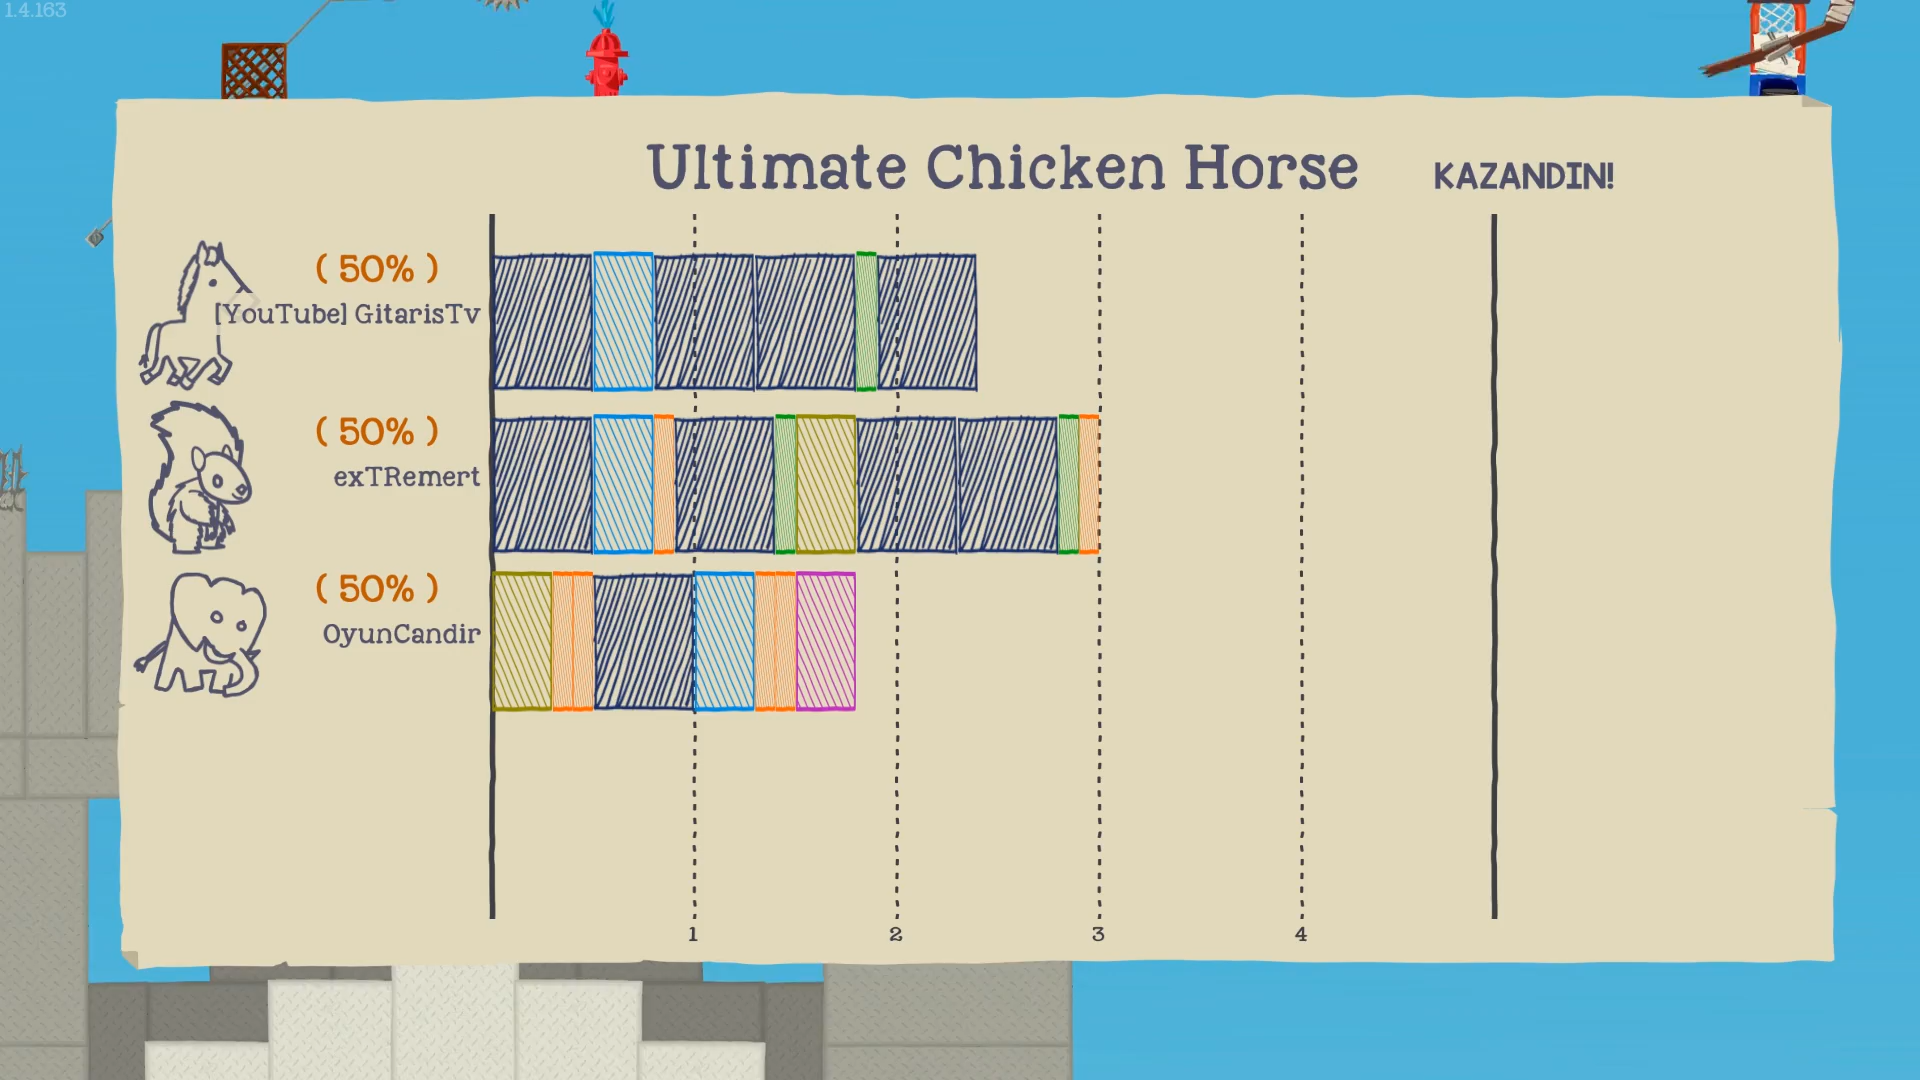 1.4.163
Ultimate Chicken Horse
KAZANDIN!
( 50% )
[YouTube] GitarisTv
( 50% )
exTRemert
( 50% )
OyunCandir
1 2 3 4